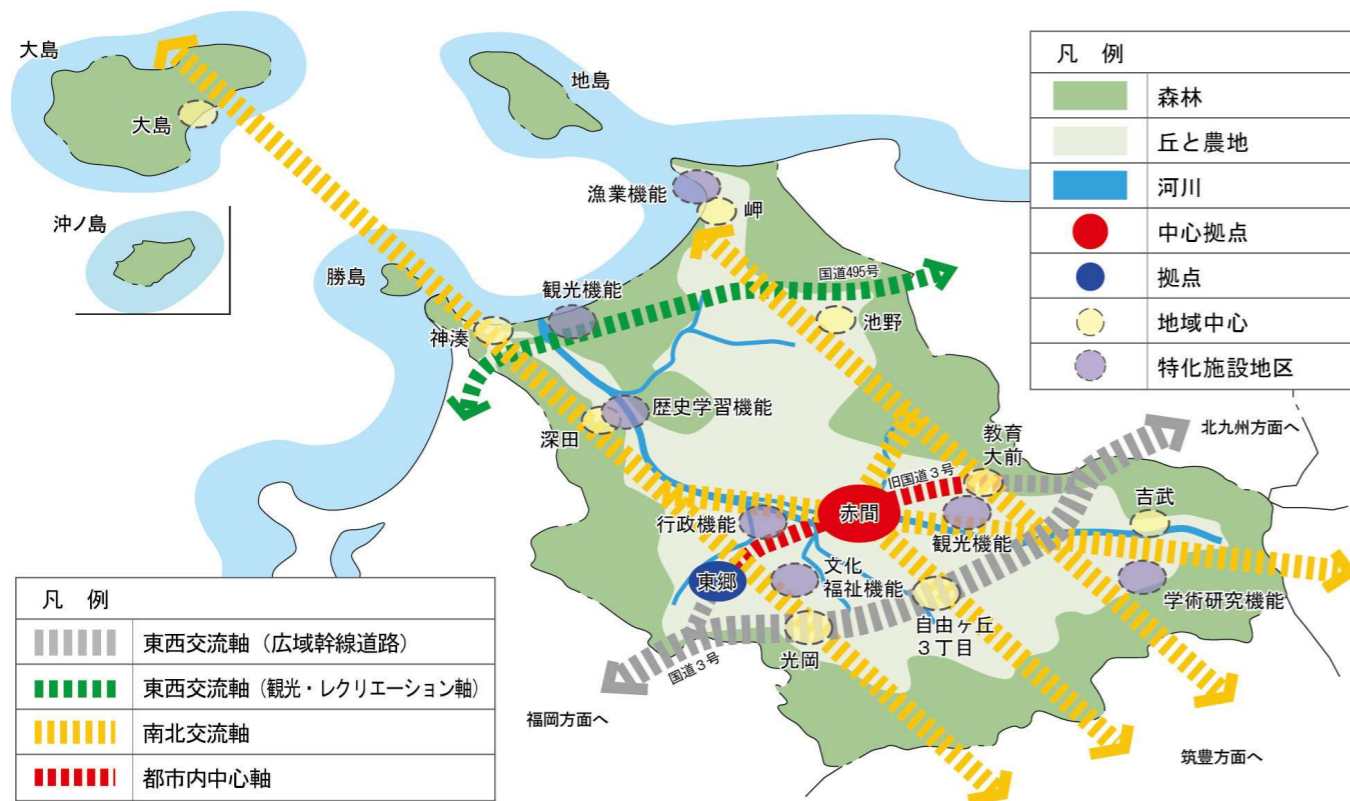 大島
大島
沖ノ島
地島
勝島
漁業機能
岬
国道495号
観光機能
池野
神湊
歴史学習機能
深田
教育
大前
北九州方面へ
旧国道3号
吉武
赤間
行政機能
観光機能
東郷
文化
福祉機能
学術研究機能
自由ヶ丘
3丁目
光岡
国道3号
福岡方面へ
筑豊方面へ
凡 例
森林
丘と農地
河川
中心拠点
拠点
地域中心
特化施設地区
凡 例
東西交流軸（広域幹線道路）
東西交流軸（観光・レクリエーション軸）
南北交流軸
都市内中心軸